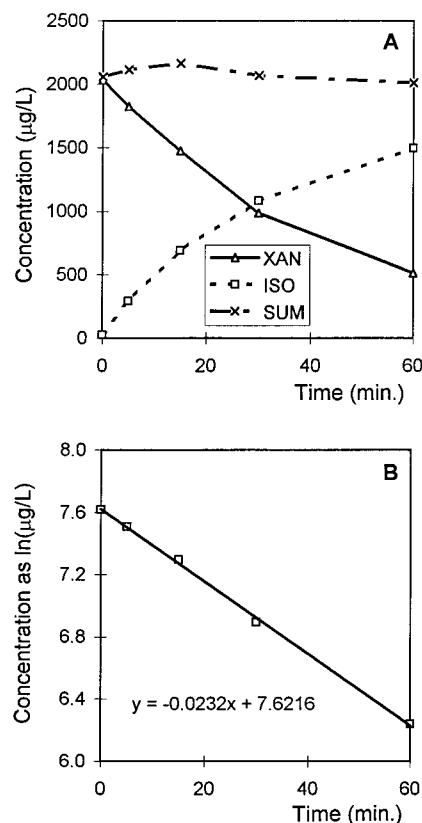 2500
A
2000
1500
1000
500
0
Concentration (µg/L)
XAN
ISO
SUM
0
20
40
60
Time (min.)
8.0
B
7.6
7.2
6.8
6.4
6.0
Concentration as ln(µg/L)
y = -0.0232x + 7.6216
0
20
40
60
Time (min.)